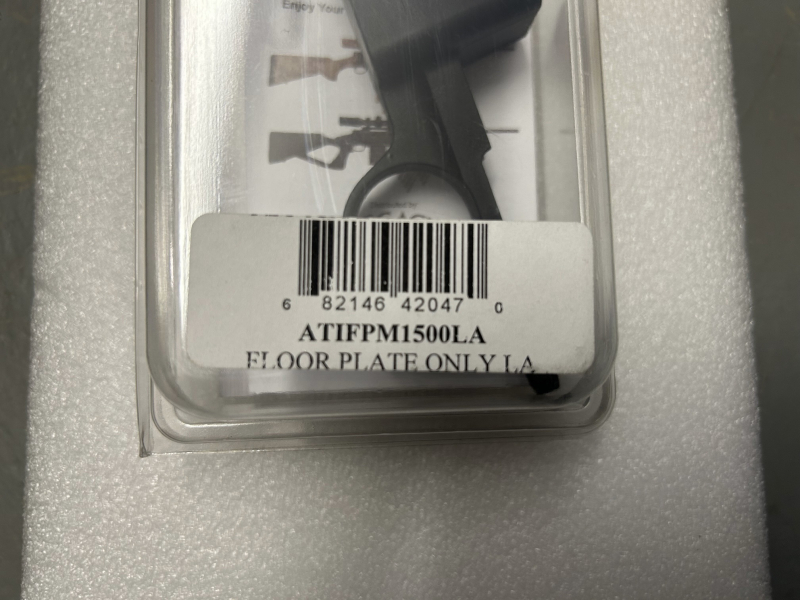 Enjoy Your
6 82146 42047 0
ATIFPM1500LA
FLOOR PLATE ONLY LA